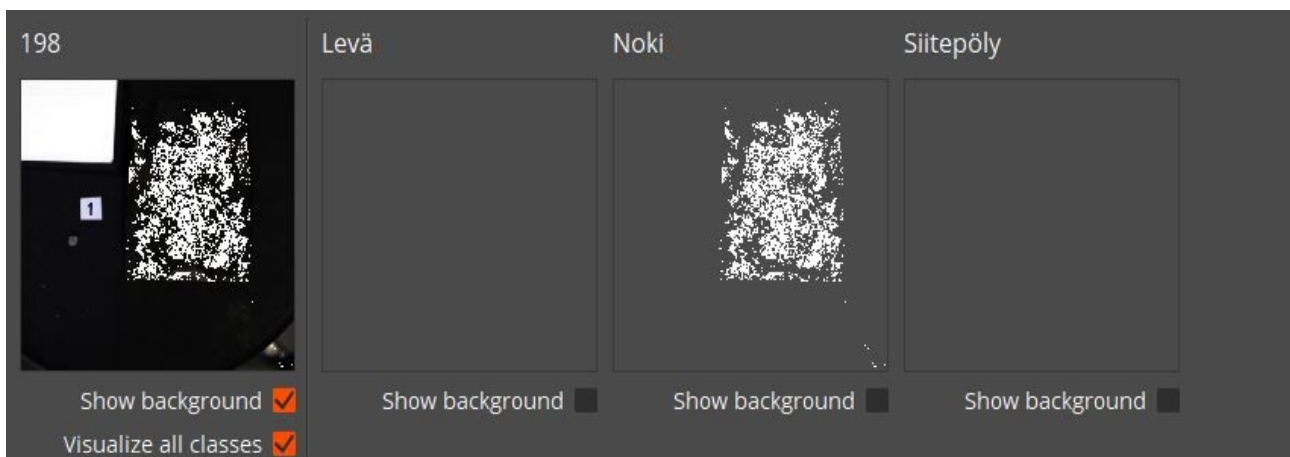 198
Levä
Noki
Siitepöly
1
Show background
Show background
Show background
Show background
Visualize all classes